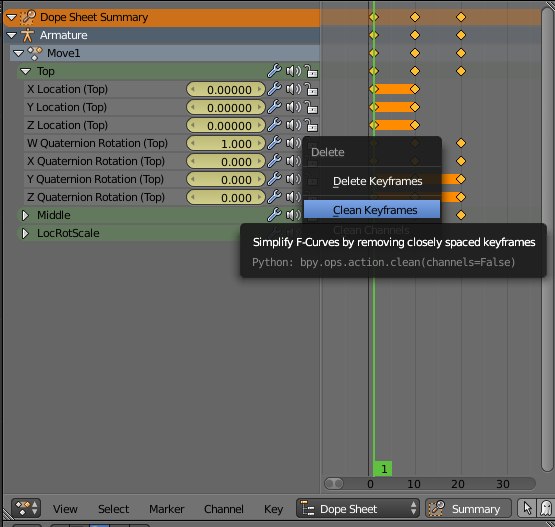 Dope Sheet Summary
Armature
Move1
Top
X Location (Top) 0.00000
Y Location (Top) 0.00000
Z Location (Top) 0.00000
W Quaternion Rotation (Top) 1.000
X Quaternion Rotation (Top) 0.000
Y Quaternion Rotation (Top) 0.000
Z Quaternion Rotation (Top) 0.000
Middle
LocRotScale
Delete
Delete Keyframes
Clean Keyframes
Clean Channels
Simplify F-Curves by removing closely spaced keyframes
Python: bpy.ops.action.clean(channels=False)
1
0 10 20 30
View Select Marker Channel Key Dope Sheet Summary